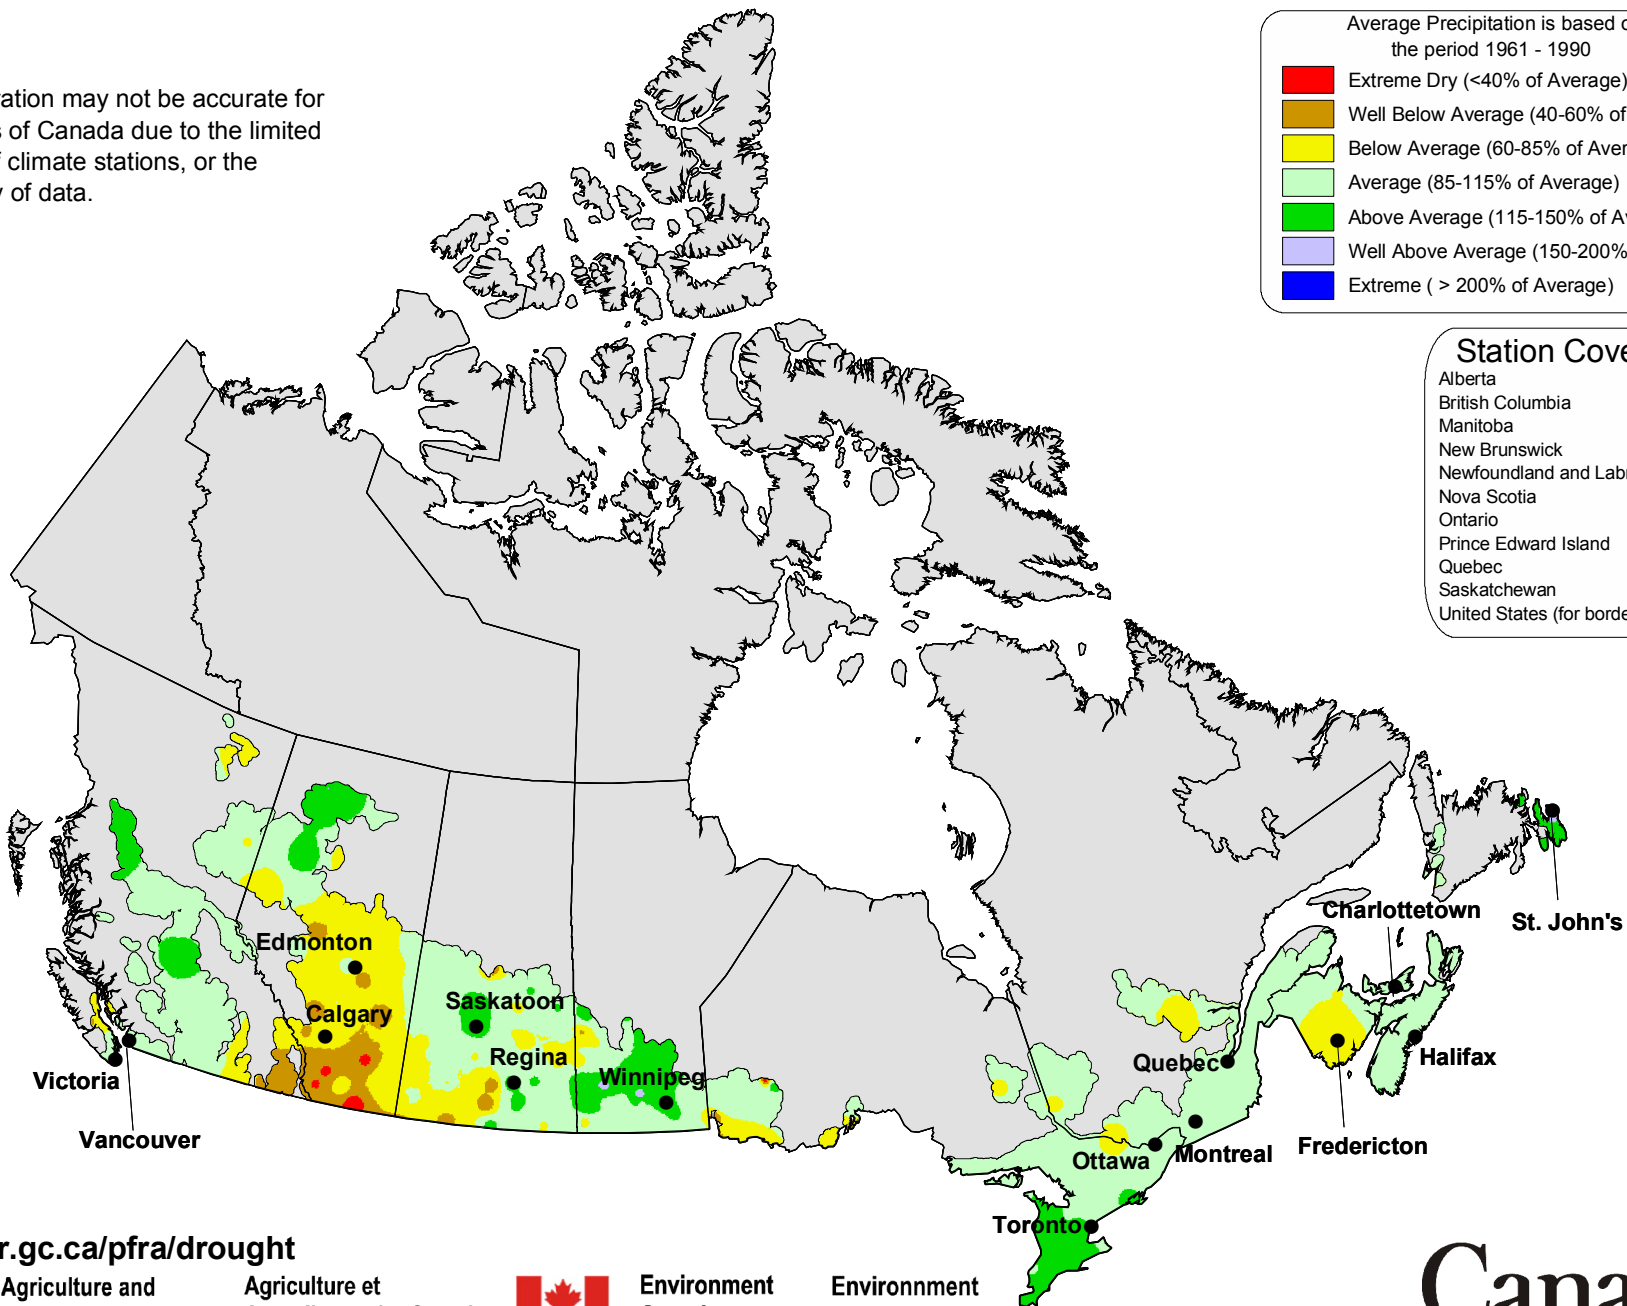 ration may not be accurate for
s of Canada due to the limited
f climate stations, or the
y of data.
Average Precipitation is based o
the period 1961 - 1990
Extreme Dry (<40% of Average)
Well Below Average (40-60% of
Below Average (60-85% of Aver
Average (85-115% of Average)
Above Average (115-150% of Av
Well Above Average (150-200%
Extreme ( > 200% of Average)
Station Cove
Alberta
British Columbia
Manitoba
New Brunswick
Newfoundland and Labr
Nova Scotia
Ontario
Prince Edward Island
Quebec
Saskatchewan
United States (for borde
Charlottetown
St. John's
Edmonton
Saskatoon
Calgary
Regina
Winnipeg
Quebec
Halifax
Victoria
Vancouver
Ottawa
Montreal
Fredericton
Toronto
r.gc.ca/pfra/drought
Agriculture and
Agriculture et
Environment
Environnment
Cana